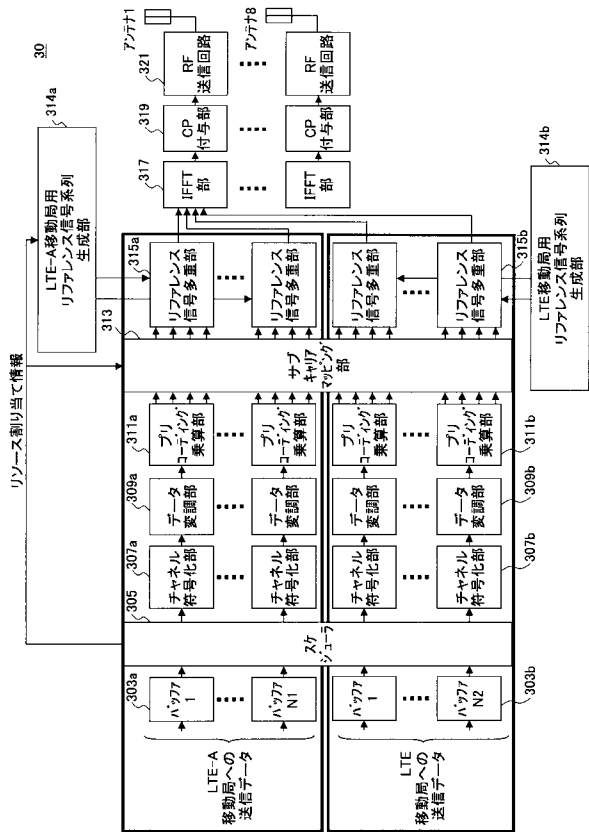 30
リソース割り当て情報
314a
LTE-A移動局用
リファレンス信号系列
生成部
アンテナ1
アンテナ8
303a
305
307a
309a
311a
313
315a
317
319
321
LTE-A
移動局への
送信データ
バッファ
1
バッファ
N1
スケ
ジューラ
チャネル
符号化部
チャネル
符号化部
データ
変調部
データ
変調部
プリ
コーディング
乗算部
プリ
コーディング
乗算部
サブ
キャリア
マッピング
部
リファレンス
信号多重部
リファレンス
信号多重部
IFFT
部
IFFT
部
CP
付与部
CP
付与部
RF
送信回路
RF
送信回路
LTE
移動局への
送信データ
バッファ
1
バッファ
N2
チャネル
符号化部
チャネル
符号化部
データ
変調部
データ
変調部
プリ
コーディング
乗算部
プリ
コーディング
乗算部
リファレンス
信号多重部
リファレンス
信号多重部
303b
307b
309b
311b
315b
314b
LTE移動局用
リファレンス信号系列
生成部